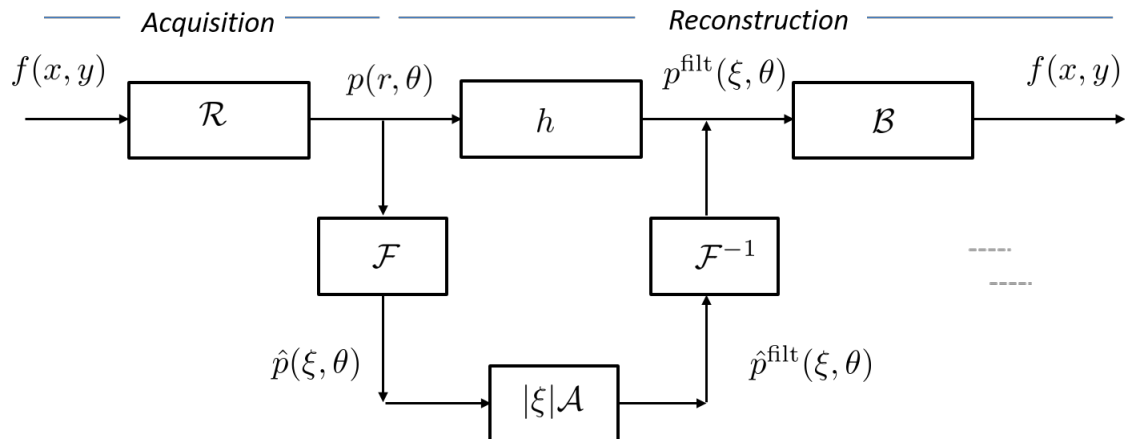 Acquisition Reconstruction
f(x, y) p(r, θ) p^filt(ξ, θ) f(x, y)
ℛ h ℬ
ℱ ℱ⁻¹
p̂(ξ, θ) |ξ|𝒜 p̂^filt(ξ, θ)